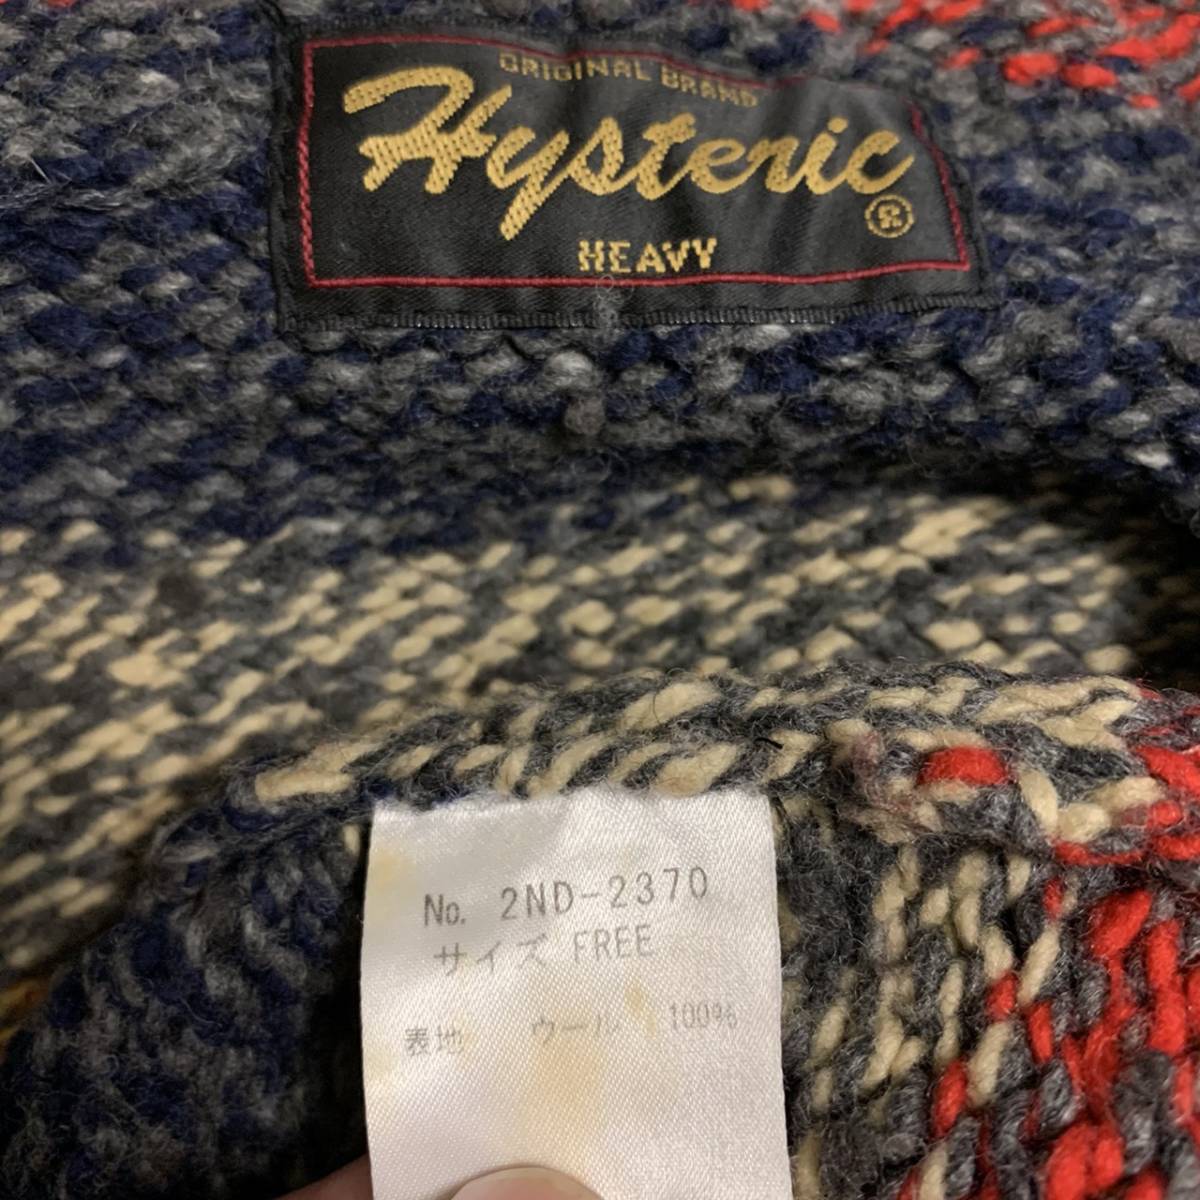 ORIGINAL BRAND
Hysteric
®
HEAVY
No. 2ND-2370
サイズ FREE
表地 ウール 100%